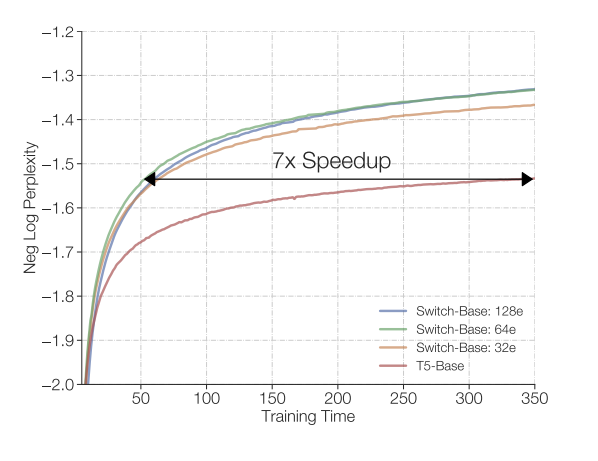 −1.2
−1.3
−1.4
−1.5
−1.6
−1.7
−1.8
−1.9
−2.0
Neg Log Perplexity
7x Speedup
Switch-Base: 128e
Switch-Base: 64e
Switch-Base: 32e
T5-Base
50 100 150 200 250 300 350
Training Time